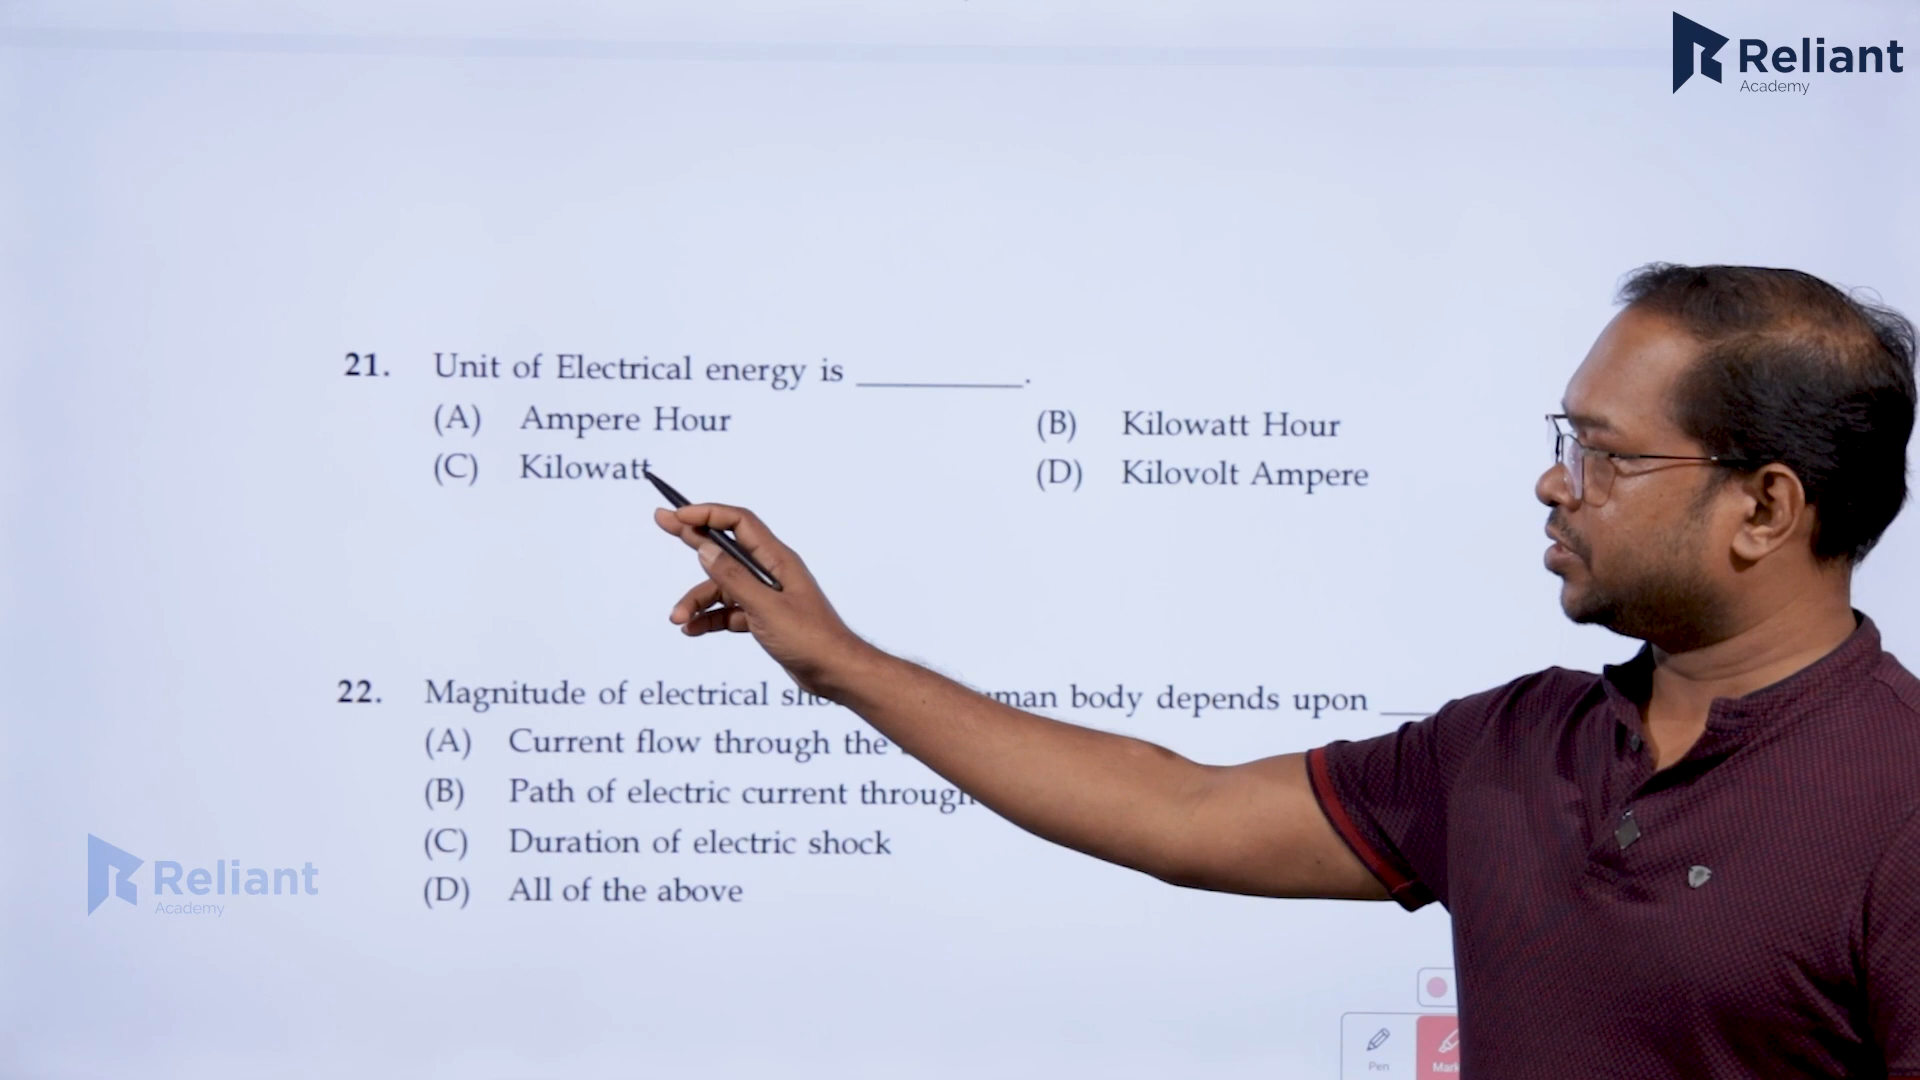 Reliant
Academy
21. Unit of Electrical energy is ________.
(A) Ampere Hour (B) Kilowatt Hour
(C) Kilowatt (D) Kilovolt Ampere
22. Magnitude of electrical body depends upon
(A) Current flow through the
(B) Path of electric current through
(C) Duration of electric shock
(D) All of the above
Reliant
Academy
Pen